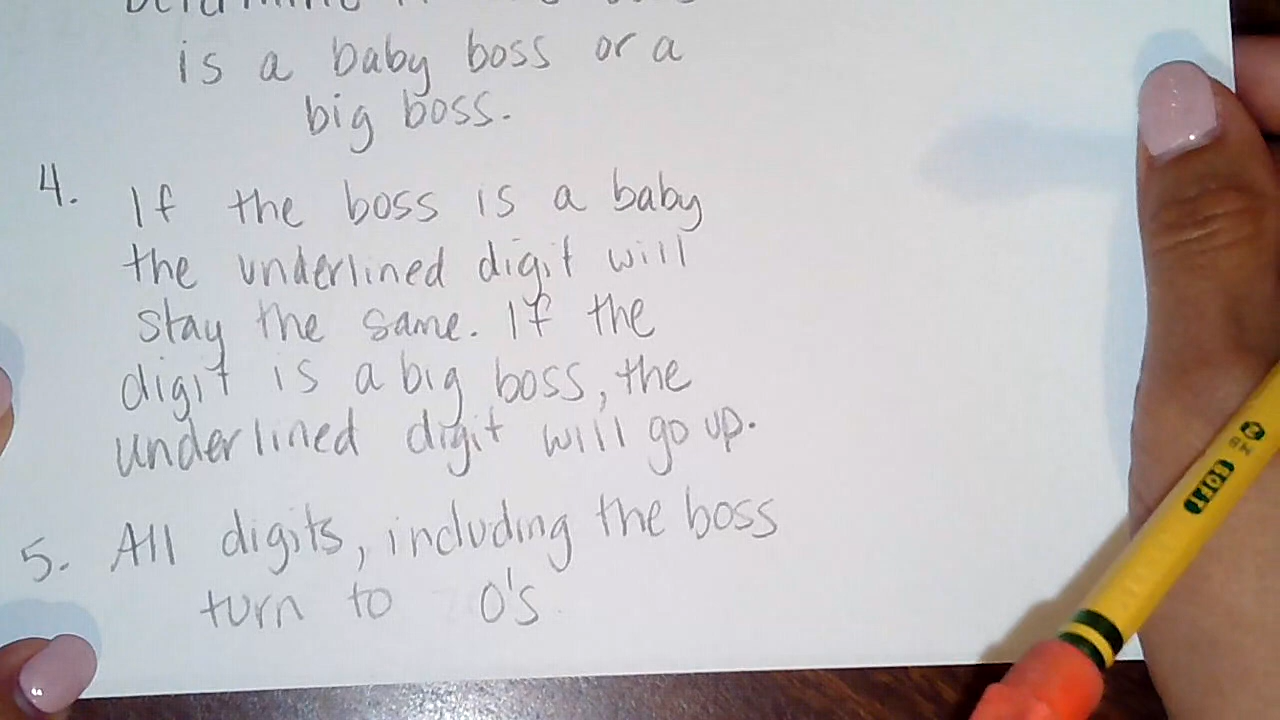 is a baby boss or a
big boss.
4. If the boss is a baby
the underlined digit will
stay the same. If the
digit is a big boss, the
underlined digit will go up.
5. All digits, including the boss
turn to 0's
SOFT